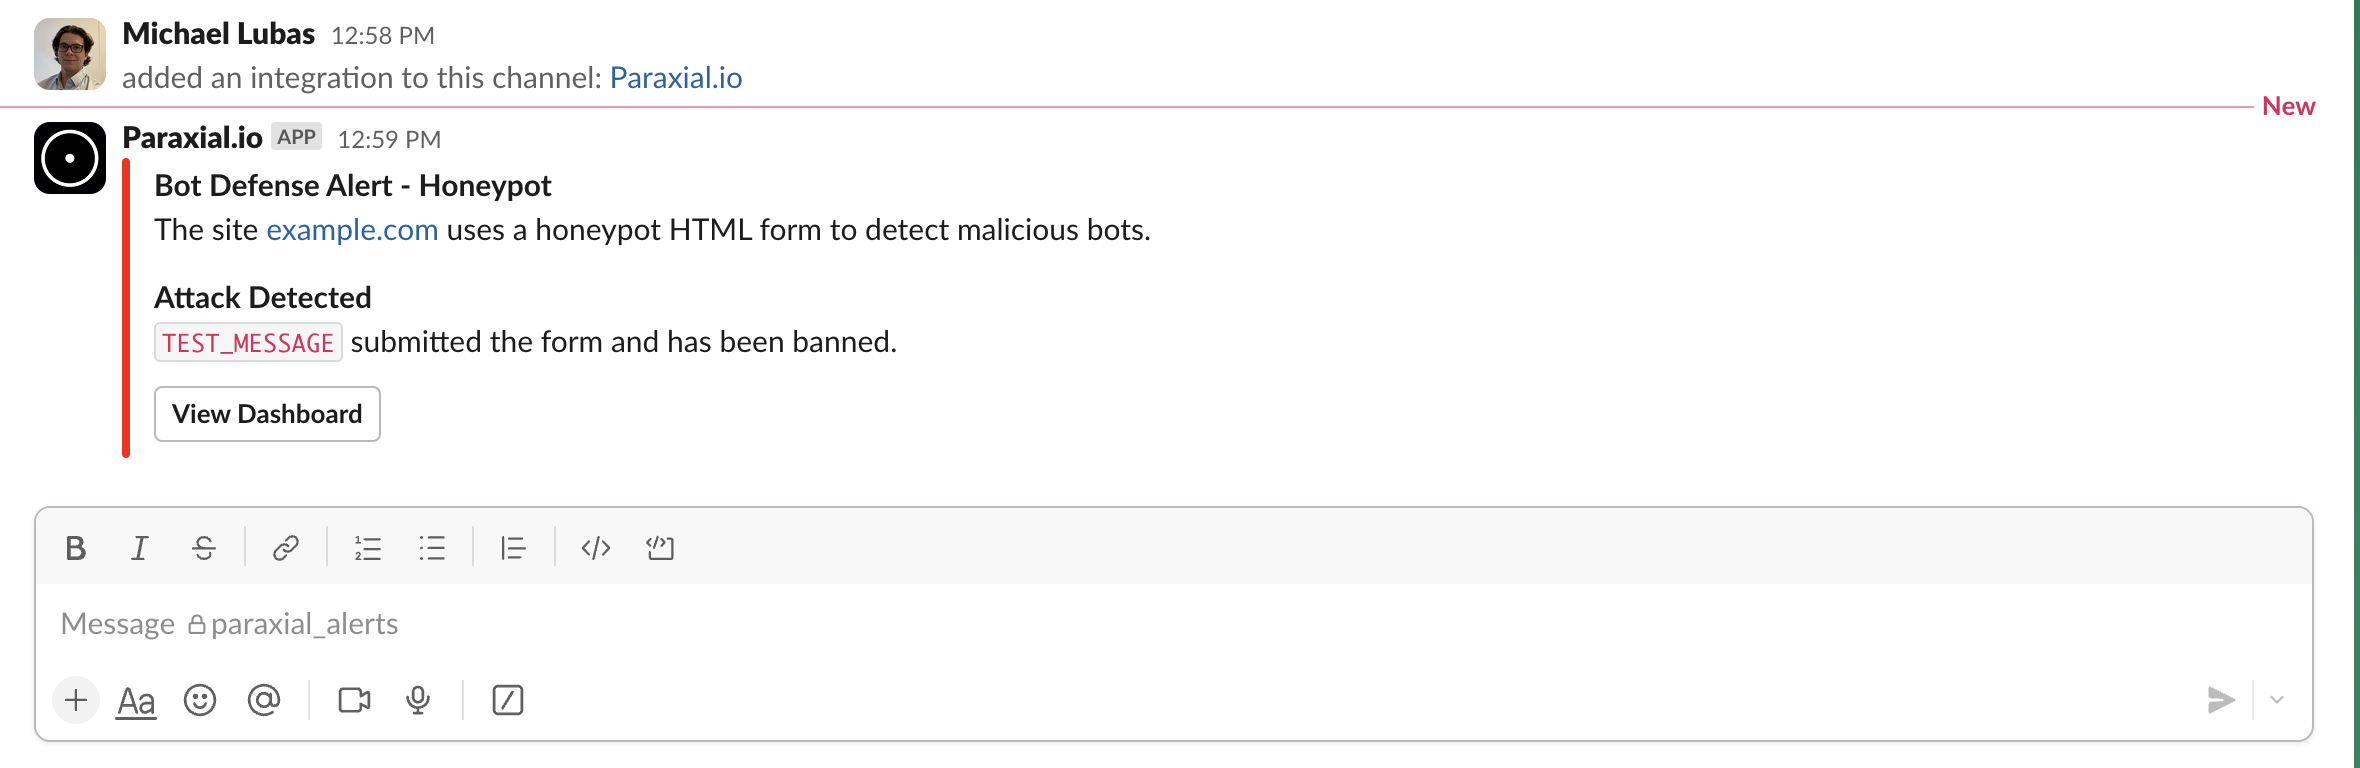 Michael Lubas 12:58 PM
added an integration to this channel: Paraxial.io
New
Paraxial.io APP 12:59 PM
Bot Defense Alert - Honeypot
The site example.com uses a honeypot HTML form to detect malicious bots.
Attack Detected
TEST_MESSAGE submitted the form and has been banned.
View Dashboard
Message paraxial_alerts
Aa